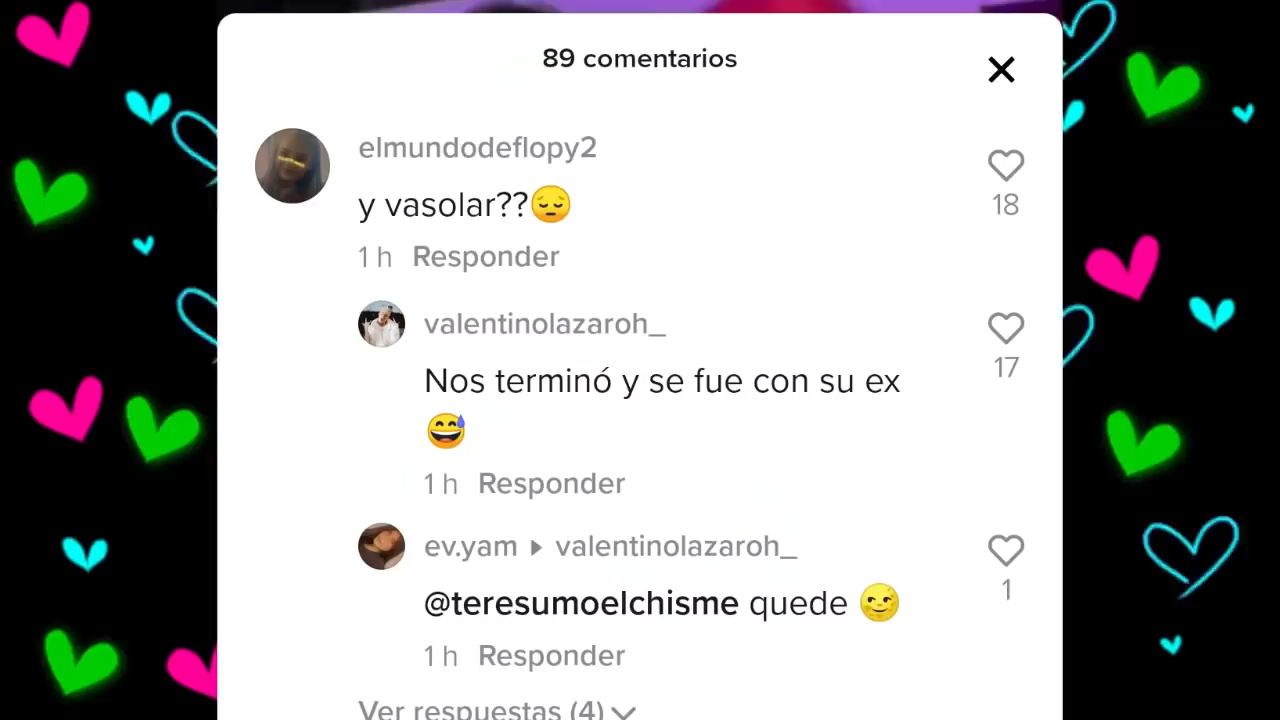 89 comentarios
elmundodeflopy2
y vasolar??😔
18
1 h Responder
valentinolazaroh_
Nos terminó y se fue con su ex
😅
17
1 h Responder
ev.yam ▸ valentinolazaroh_
@teresumoelchisme quede 🌝
1
1 h Responder
Ver respuestas (4)